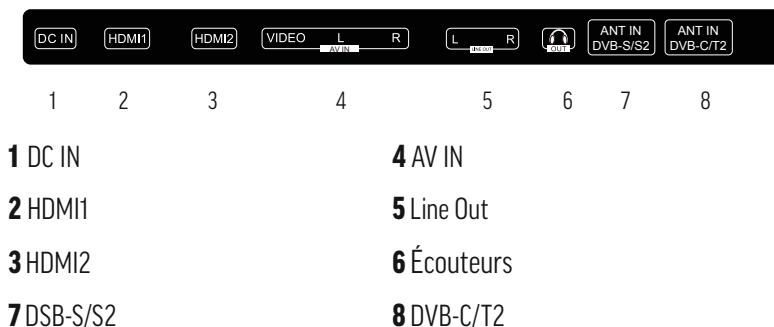 DC IN HDMI1 HDMI2 VIDEO L R L R ANT IN ANT IN
AV IN LINE OUT OUT DVB-S/S2 DVB-C/T2
1 2 3 4 5 6 7 8
1 DC IN 4 AV IN
2 HDMI1 5 Line Out
3 HDMI2 6 Écouteurs
7 DSB-S/S2 8 DVB-C/T2